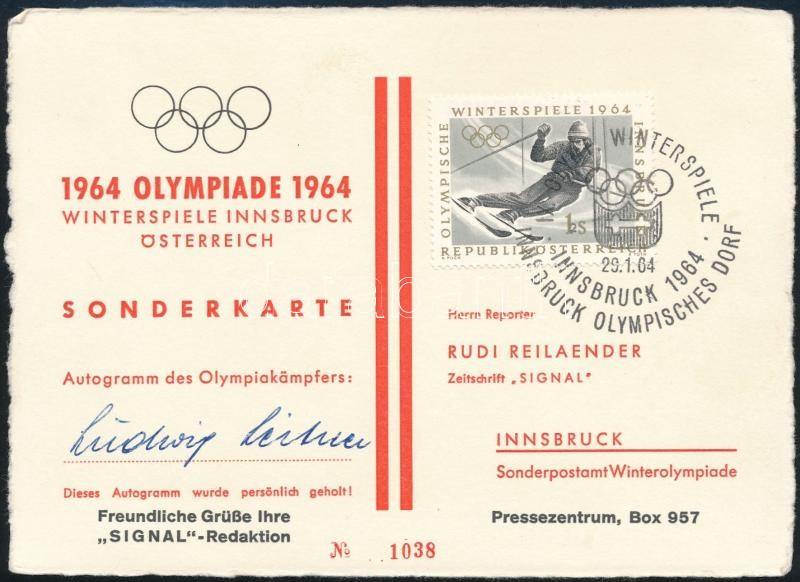 1964 OLYMPIADE 1964
WINTERSPIELE INNSBRUCK
ÖSTERREICH
SONDERKARTE
Autogramm des Olympiakämpfers:
Ludwig Leitner
Dieses Autogramm wurde persönlich geholt!
Freundliche Grüße Ihre
„SIGNAL“-Redaktion
№ 1038
WINTERSPIELE 1964
OLYMPISCHE
INNSBRUCK
1S
REPUBLIK ÖSTERREICH
WINTERSPIELE
INNSBRUCK 1964
INNSBRUCK OLYMPISCHES DORF
29.1.64
Herrn Reporter
RUDI REILAENDER
Zeitschrift „SIGNAL“
INNSBRUCK
Sonderpostamt Winterolympiade
Pressezentrum, Box 957